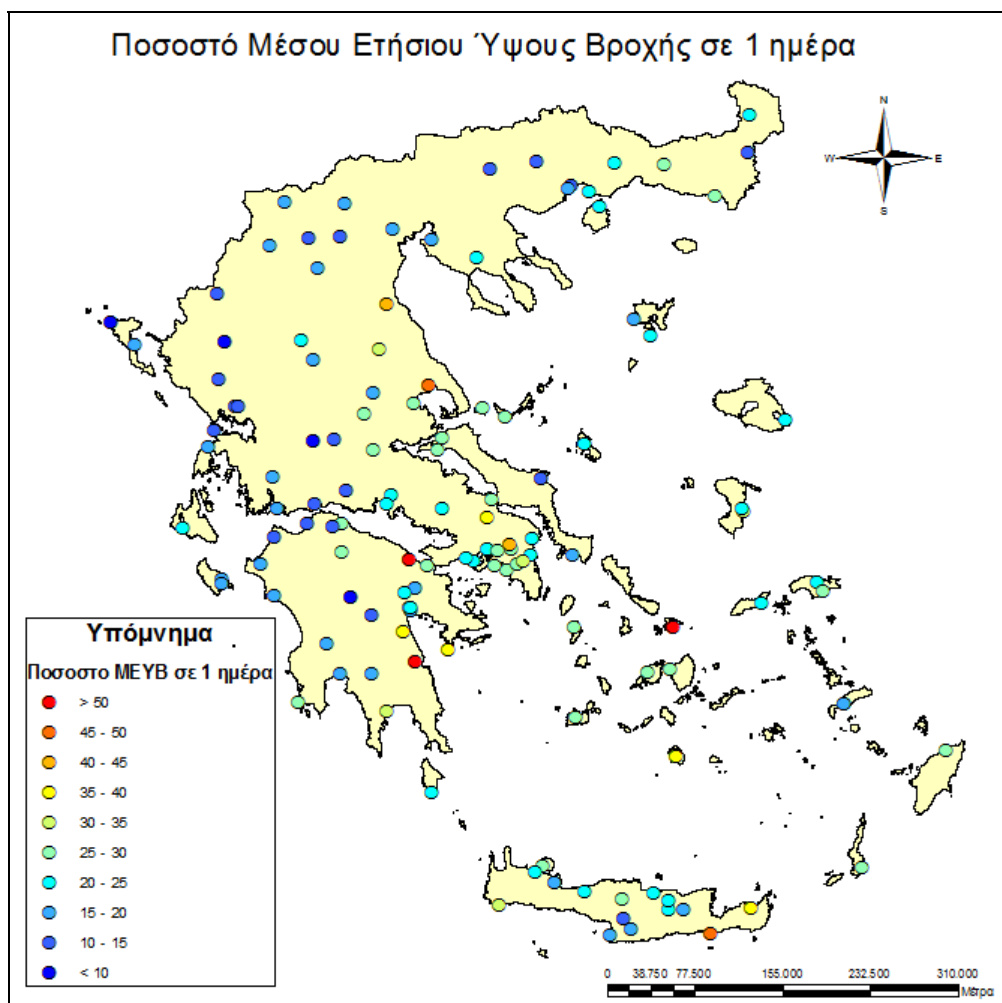 Ποσοστό Μέσου Ετήσιου Ύψους Βροχής σε 1 ημέρα
N
W E
S
Υπόμνημα
Ποσοστο ΜΕΥΒ σε 1 ημέρα
> 50
45 - 50
40 - 45
35 - 40
30 - 35
25 - 30
20 - 25
15 - 20
10 - 15
< 10
0 38.750 77.500 155.000 232.500 310.000
Μέτρα